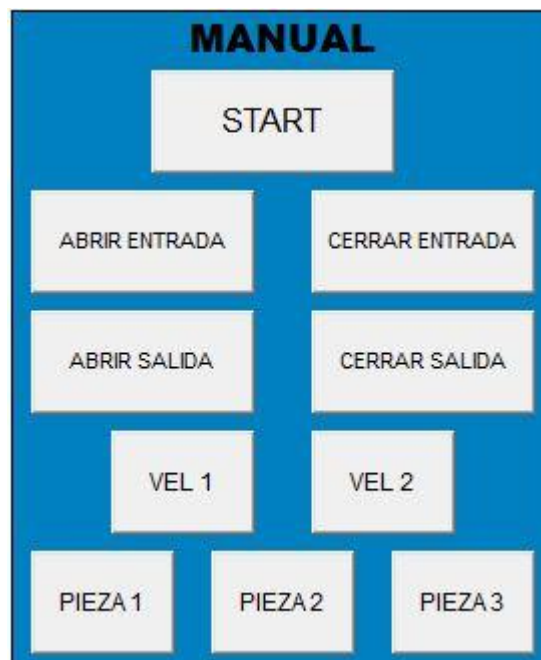 MANUAL
START
ABRIR ENTRADA
CERRAR ENTRADA
ABRIR SALIDA
CERRAR SALIDA
VEL 1
VEL 2
PIEZA 1
PIEZA 2
PIEZA 3